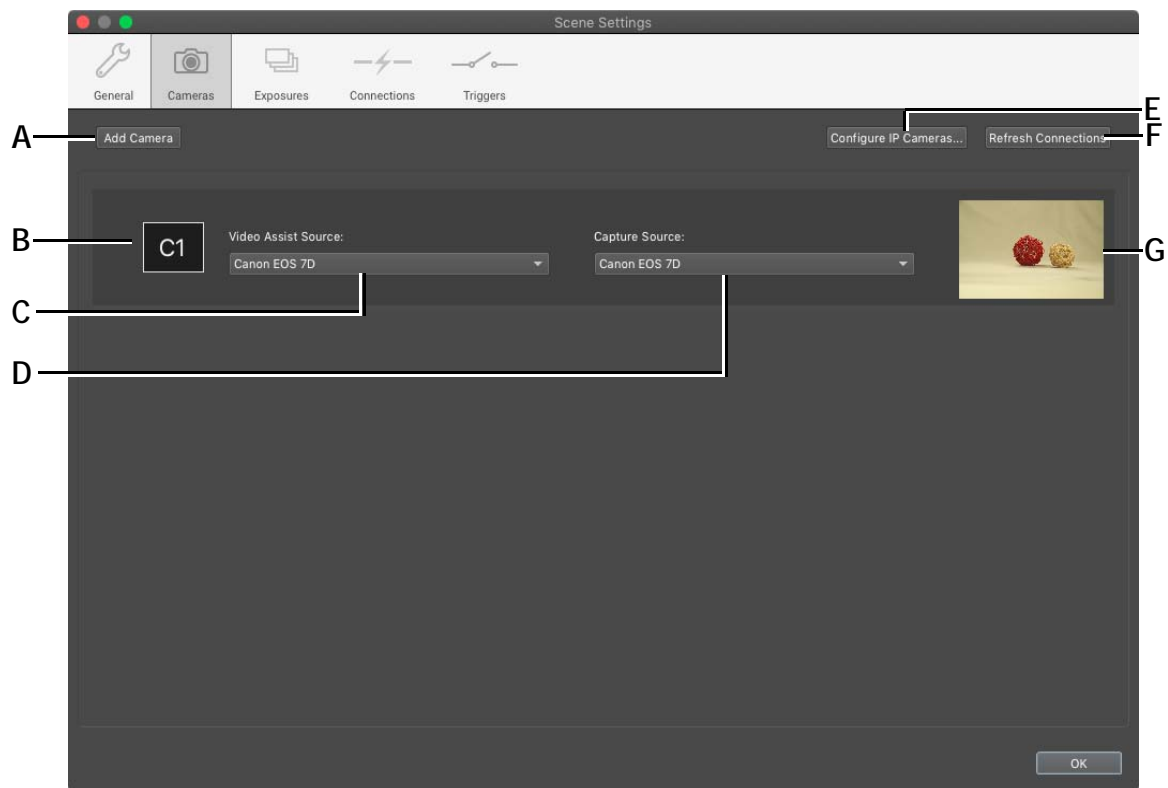 Scene Settings
General Cameras Exposures Connections Triggers
E
A Add Camera Configure IP Cameras... Refresh Connections F
B C1 Video Assist Source: Capture Source: G
Canon EOS 7D Canon EOS 7D
C
D
OK